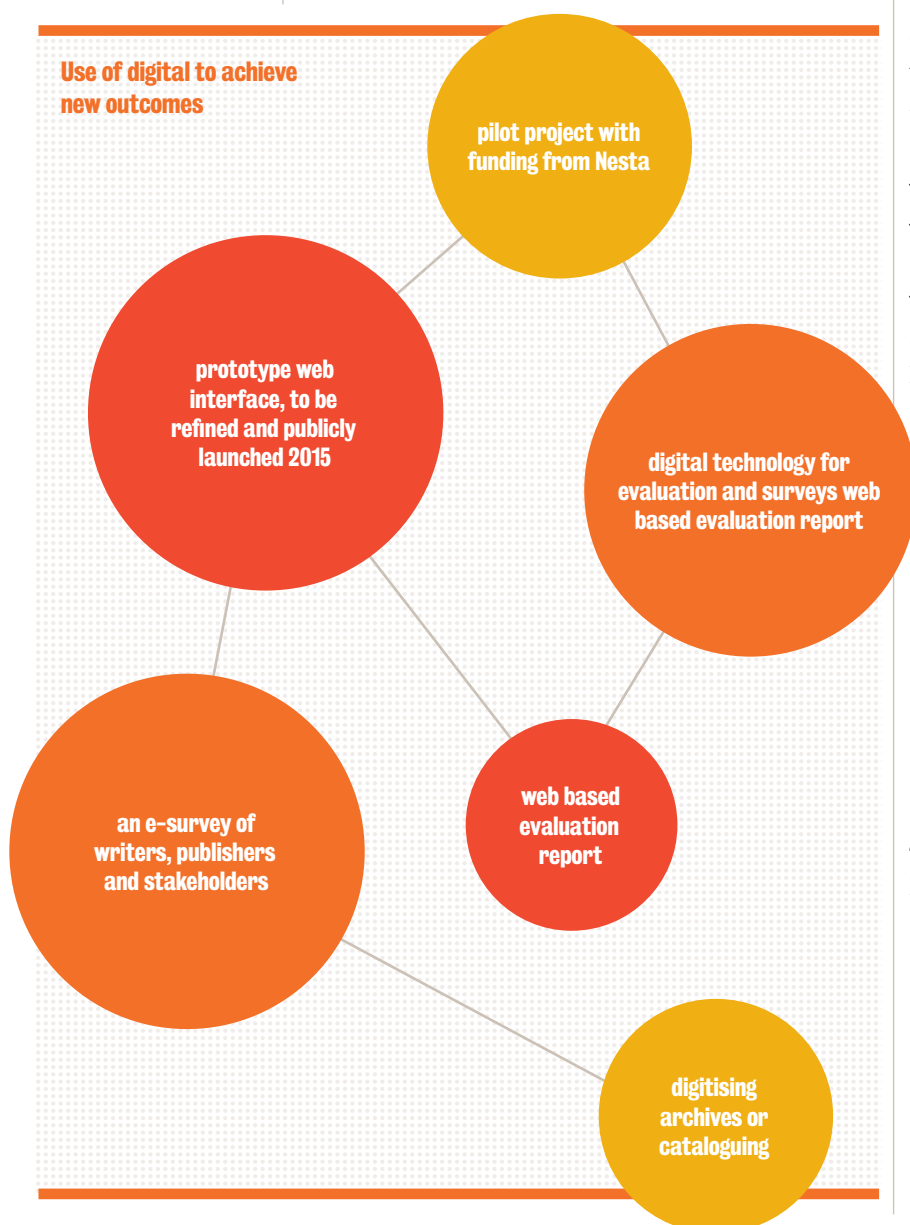 Use of digital to achieve
new outcomes
pilot project with
funding from Nesta
prototype web
interface, to be
refined and publicly
launched 2015
digital technology for
evaluation and surveys web
based evaluation report
an e-survey of
writers, publishers
and stakeholders
web based
evaluation
report
digitising
archives or
cataloguing